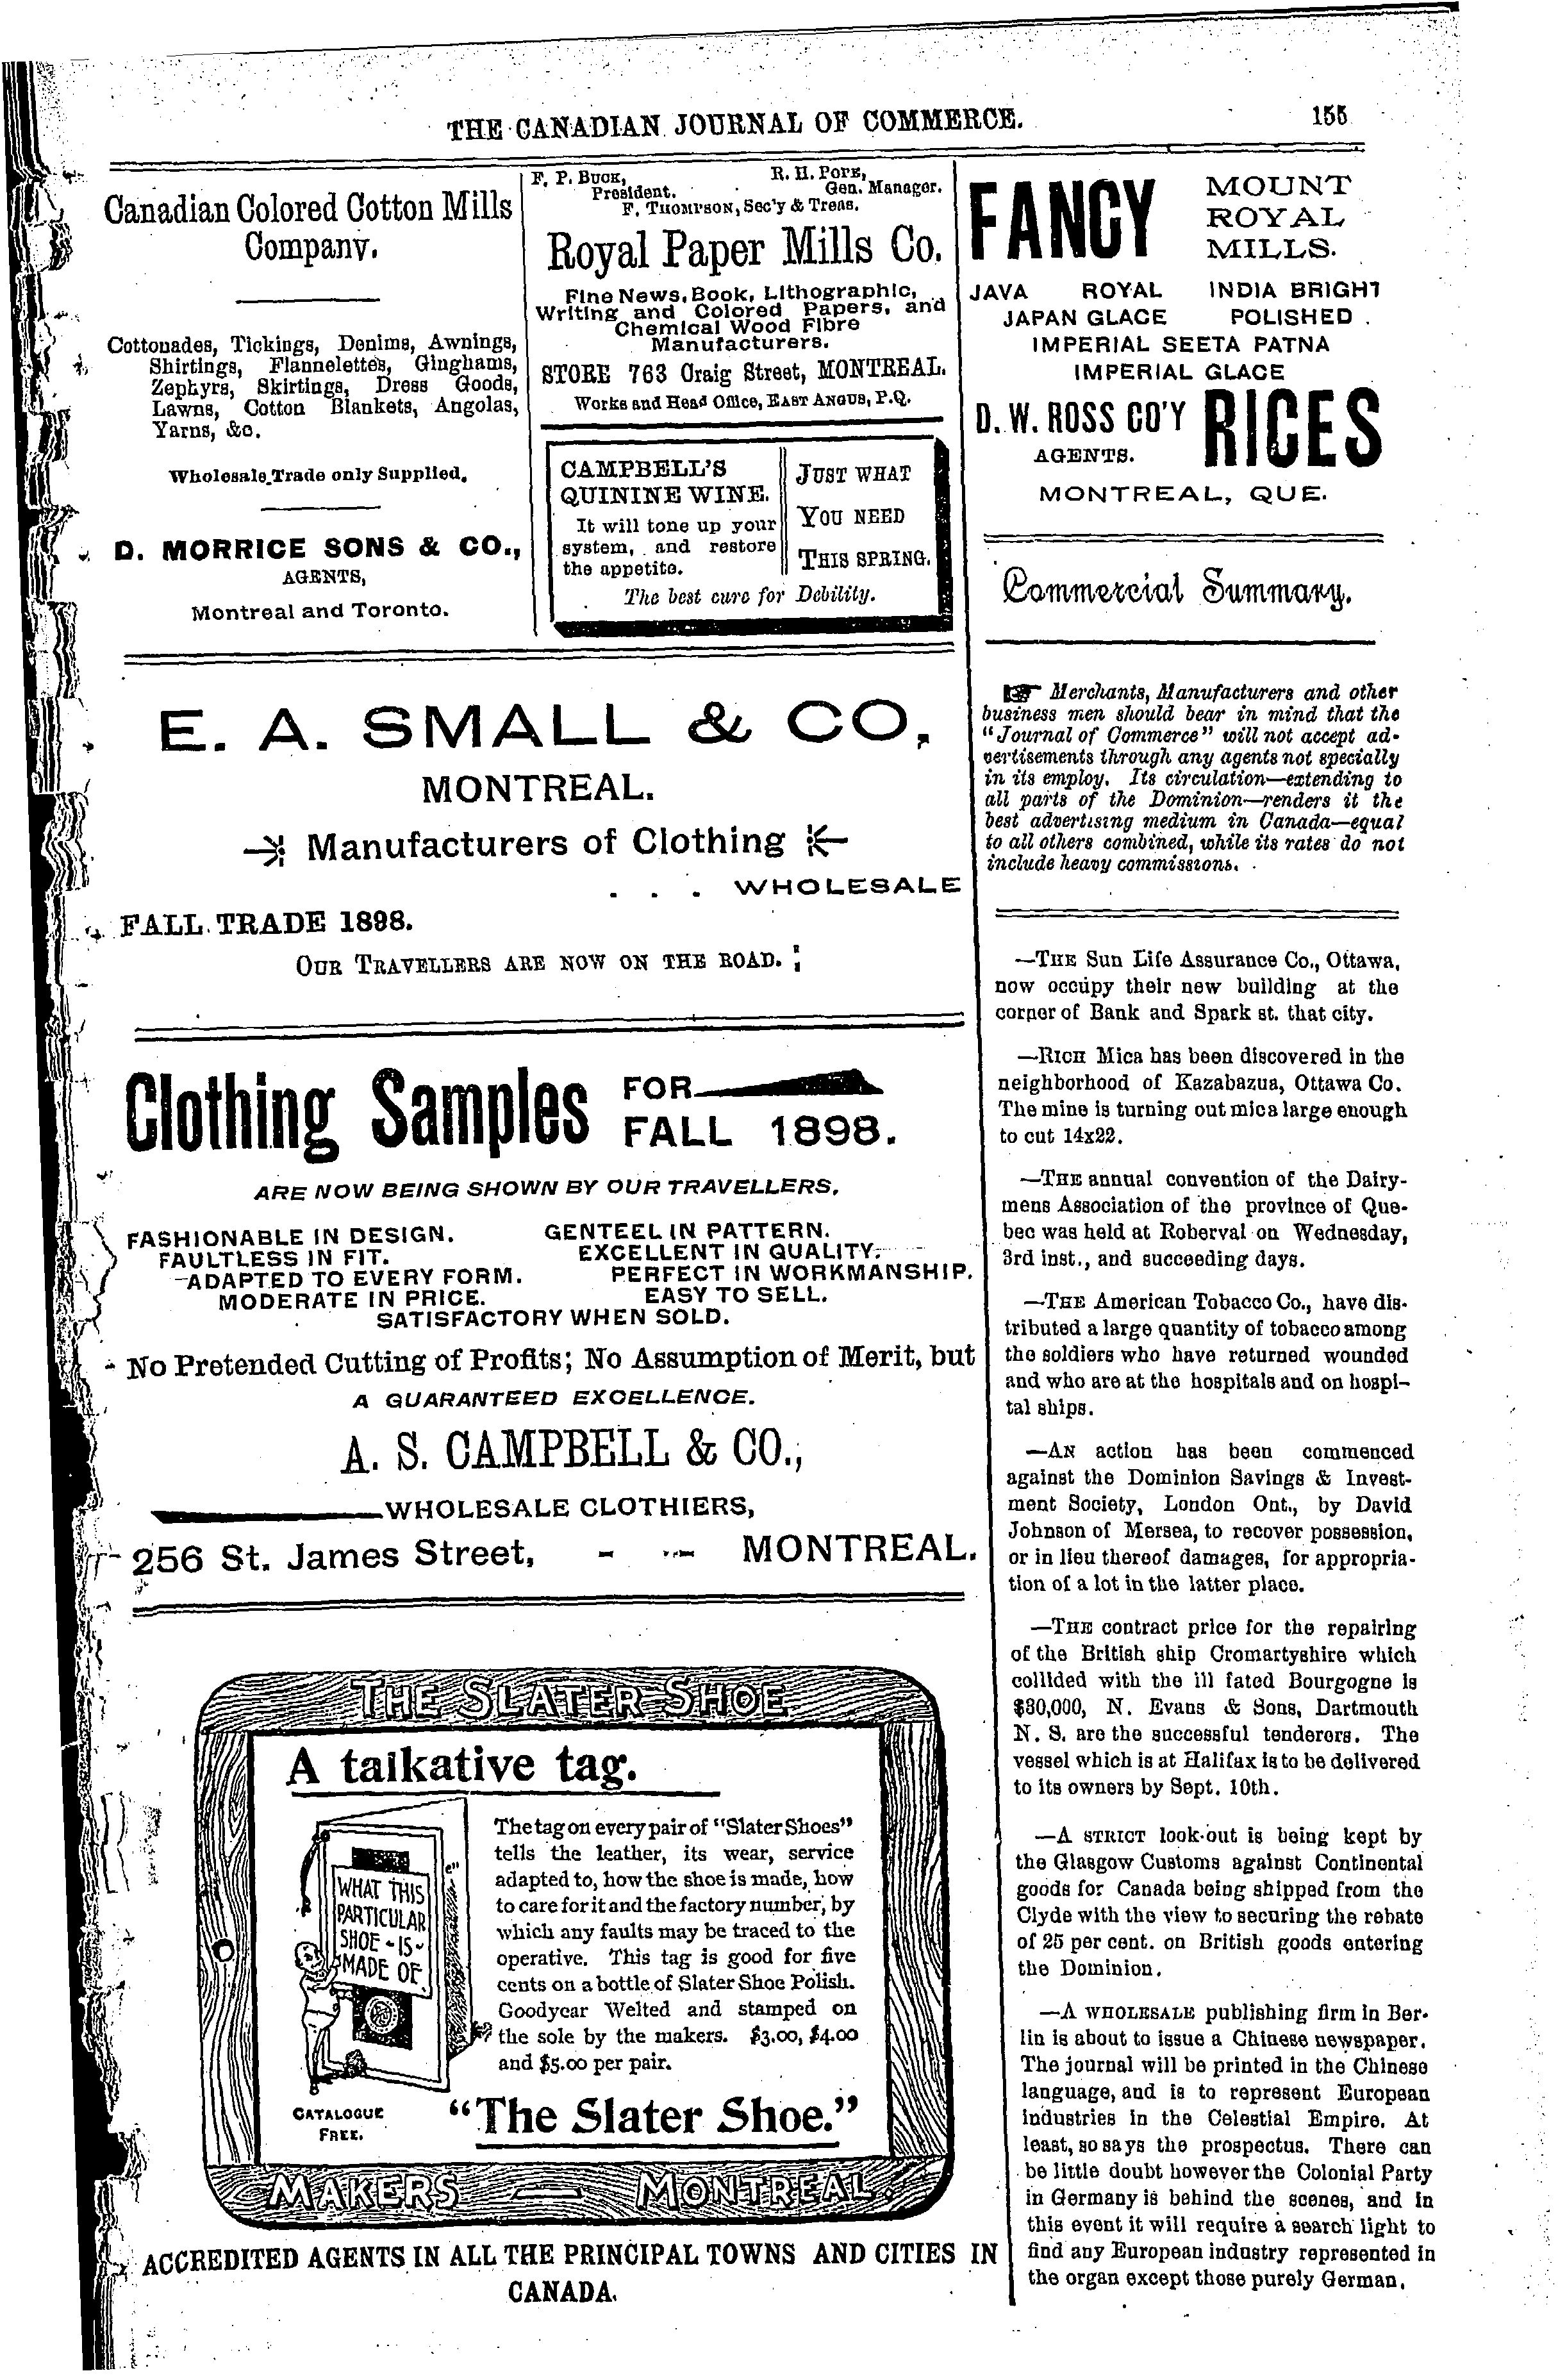 THE CANADIAN JOURNAL OF COMMERCE.
155
Canadian Colored Cotton Mills
Company.
Cottonades, Tickings, Denims, Awnings,
Shirtings, Flannelettes, Ginghams,
Zephyrs, Skirtings, Dress Goods,
Lawns, Cotton Blankets, Angolas,
Yarns, &c.
Wholesale Trade only Supplied.
D. MORRICE SONS & CO.,
AGENTS,
Montreal and Toronto.
F. P. BUCK,
President.
R. H. POPE,
Gen. Manager.
F. THOMPSON, Sec'y & Treas.
Royal Paper Mills Co.
Fine News, Book, Lithographic,
Writing and Colored Papers, and
Chemical Wood Fibre
Manufacturers.
STORE 763 Craig Street, MONTREAL.
Works and Head Office, EAST ANGUS, P.Q.
CAMPBELL'S
QUININE WINE.
It will tone up your
system, and restore
the appetite.
JUST WHAT
YOU NEED
THIS SPRING.
The best cure for Debility.
FANCY
MOUNT
ROYAL
MILLS.
JAVA ROYAL INDIA BRIGHT
JAPAN GLACE POLISHED
IMPERIAL SEETA PATNA
IMPERIAL GLACE
D. W. ROSS CO'Y
AGENTS.
RICES
MONTREAL, QUE.
E. A. SMALL & CO,
MONTREAL.
Manufacturers of Clothing
. . . WHOLESALE
FALL TRADE 1898.
OUR TRAVELLERS ARE NOW ON THE ROAD.
Clothing Samples
FOR
FALL 1898.
ARE NOW BEING SHOWN BY OUR TRAVELLERS,
FASHIONABLE IN DESIGN. GENTEEL IN PATTERN.
FAULTLESS IN FIT. EXCELLENT IN QUALITY.
ADAPTED TO EVERY FORM. PERFECT IN WORKMANSHIP.
MODERATE IN PRICE. EASY TO SELL.
SATISFACTORY WHEN SOLD.
No Pretended Cutting of Profits; No Assumption of Merit, but
A GUARANTEED EXCELLENCE.
A. S. CAMPBELL & CO.,
WHOLESALE CLOTHIERS,
256 St. James Street, - - MONTREAL.
THE SLATER SHOE
A talkative tag.
WHAT THIS
PARTICULAR
SHOE - IS -
MADE OF
The tag on every pair of "Slater Shoes"
tells the leather, its wear, service
adapted to, how the shoe is made, how
to care for it and the factory number, by
which any faults may be traced to the
operative. This tag is good for five
cents on a bottle of Slater Shoe Polish.
Goodyear Welted and stamped on
the sole by the makers. $3.00, $4.00
and $5.00 per pair.
CATALOGUE
FREE.
"The Slater Shoe."
MAKERS — MONTREAL.
ACCREDITED AGENTS IN ALL THE PRINCIPAL TOWNS AND CITIES IN
CANADA.
Commercial Summary.
☞ Merchants, Manufacturers and other
business men should bear in mind that the
"Journal of Commerce" will not accept ad-
vertisements through any agents not specially
in its employ. Its circulation—extending to
all parts of the Dominion—renders it the
best advertising medium in Canada—equal
to all others combined, while its rates do not
include heavy commissions.
—THE Sun Life Assurance Co., Ottawa,
now occupy their new building at the
corner of Bank and Spark st. that city.
—RICH Mica has been discovered in the
neighborhood of Kazabazua, Ottawa Co.
The mine is turning out mica large enough
to cut 14x22.
—THE annual convention of the Dairy-
mens Association of the province of Que-
bec was held at Roberval on Wednesday,
3rd inst., and succeeding days.
—THE American Tobacco Co., have dis-
tributed a large quantity of tobacco among
the soldiers who have returned wounded
and who are at the hospitals and on hospi-
tal ships.
—AN action has been commenced
against the Dominion Savings & Invest-
ment Society, London Ont., by David
Johnson of Mersea, to recover possession,
or in lieu thereof damages, for appropria-
tion of a lot in the latter place.
—THE contract price for the repairing
of the British ship Cromartyshire which
collided with the ill fated Bourgogne is
$30,000, N. Evans & Sons, Dartmouth
N. S. are the successful tenderors. The
vessel which is at Halifax is to be delivered
to its owners by Sept. 10th.
—A STRICT look-out is being kept by
the Glasgow Customs against Continental
goods for Canada being shipped from the
Clyde with the view to securing the rebate
of 25 per cent. on British goods entering
the Dominion.
—A WHOLESALE publishing firm in Ber-
lin is about to issue a Chinese newspaper.
The journal will be printed in the Chinese
language, and is to represent European
industries in the Celestial Empire. At
least, so says the prospectus. There can
be little doubt however the Colonial Party
in Germany is behind the scenes, and in
this event it will require a search light to
find any European industry represented in
the organ except those purely German.